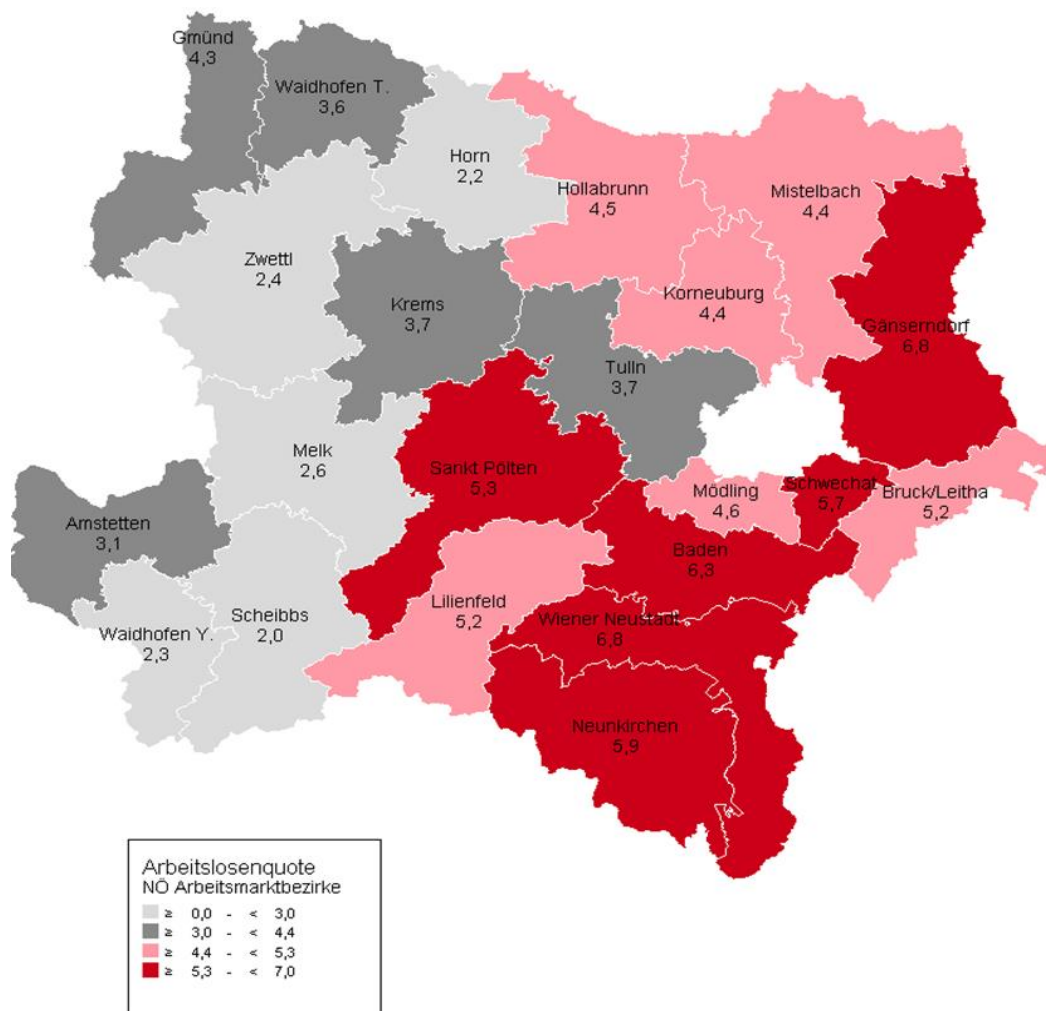 Gmünd
4,3
Waidhofen T.
3,6
Horn
2,2
Hollabrunn
4,5
Mistelbach
4,4
Zwettl
2,4
Krems
3,7
Korneuburg
4,4
Gänserndorf
6,8
Tulln
3,7
Melk
2,6
Sankt Pölten
5,3
Mödling
4,6
Schwechat
5,7
Bruck/Leitha
5,2
Amstetten
3,1
Baden
6,3
Waidhofen Y.
2,3
Scheibbs
2,0
Lilienfeld
5,2
Wiener Neustadt
6,8
Neunkirchen
5,9
Arbeitslosenquote
NÖ Arbeitsmarktbezirke
≥ 0,0 - < 3,0
≥ 3,0 - < 4,4
≥ 4,4 - < 5,3
≥ 5,3 - < 7,0